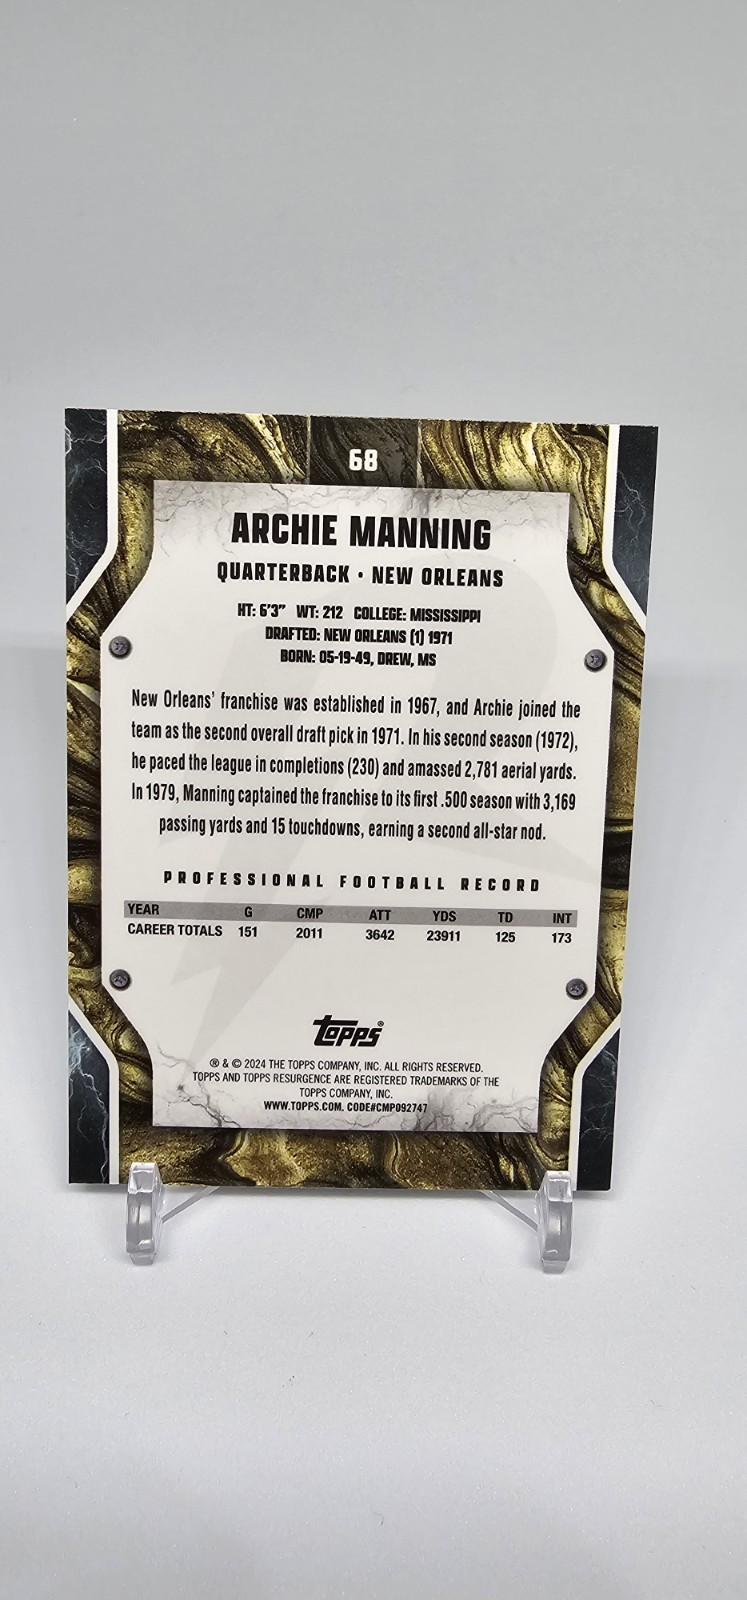 68
ARCHIE MANNING
QUARTERBACK • NEW ORLEANS
HT: 6'3" WT: 212 COLLEGE: MISSISSIPPI
DRAFTED: NEW ORLEANS (1) 1971
BORN: 05-19-49, DREW, MS
New Orleans' franchise was established in 1967, and Archie joined the
team as the second overall draft pick in 1971. In his second season (1972),
he paced the league in completions (230) and amassed 2,781 aerial yards.
In 1979, Manning captained the franchise to its first .500 season with 3,169
passing yards and 15 touchdowns, earning a second all-star nod.
PROFESSIONAL FOOTBALL RECORD
YEAR G CMP ATT YDS TD INT
CAREER TOTALS 151 2011 3642 23911 125 173
topps®
® & © 2024 THE TOPPS COMPANY, INC. ALL RIGHTS RESERVED.
TOPPS AND TOPPS RESURGENCE ARE REGISTERED TRADEMARKS OF THE
TOPPS COMPANY, INC.
WWW.TOPPS.COM. CODE#CMP092747